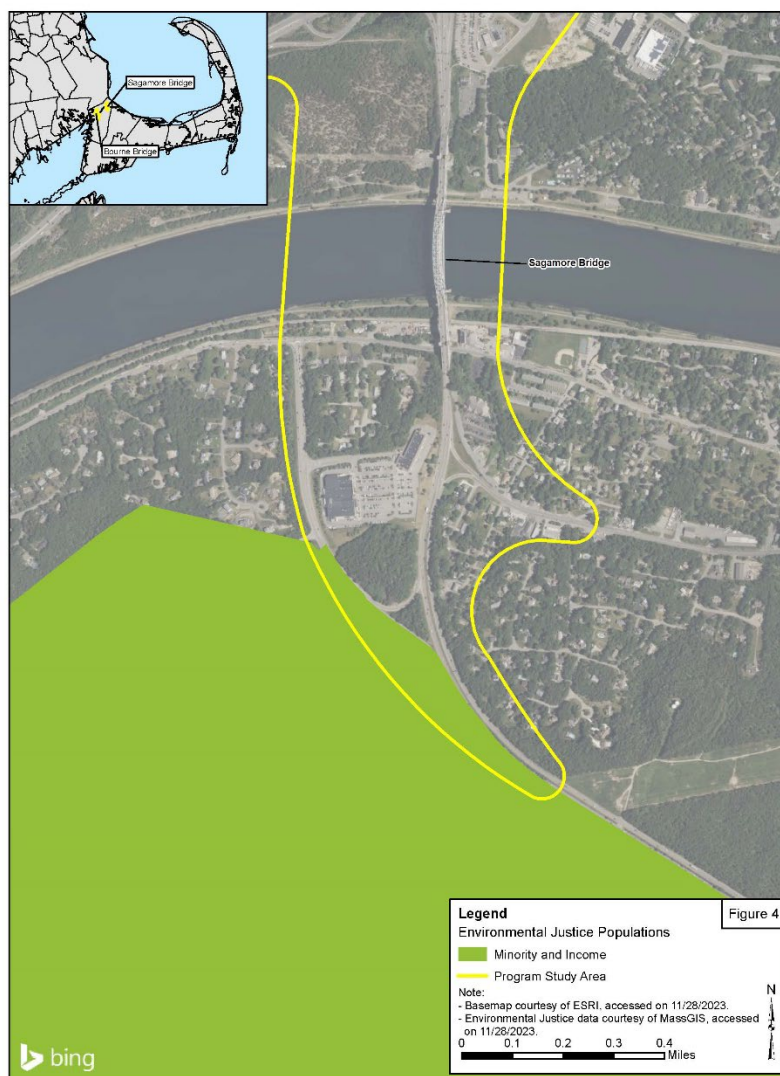 Sagamore Bridge
Bourne Bridge
Sagamore Bridge
Legend
Figure 4
Environmental Justice Populations
Minority and Income
Program Study Area
Note:
- Basemap courtesy of ESRI, accessed on 11/28/2023.
- Environmental Justice data courtesy of MassGIS, accessed
on 11/28/2023.
N
0 0.1 0.2 0.3 0.4
Miles
bing